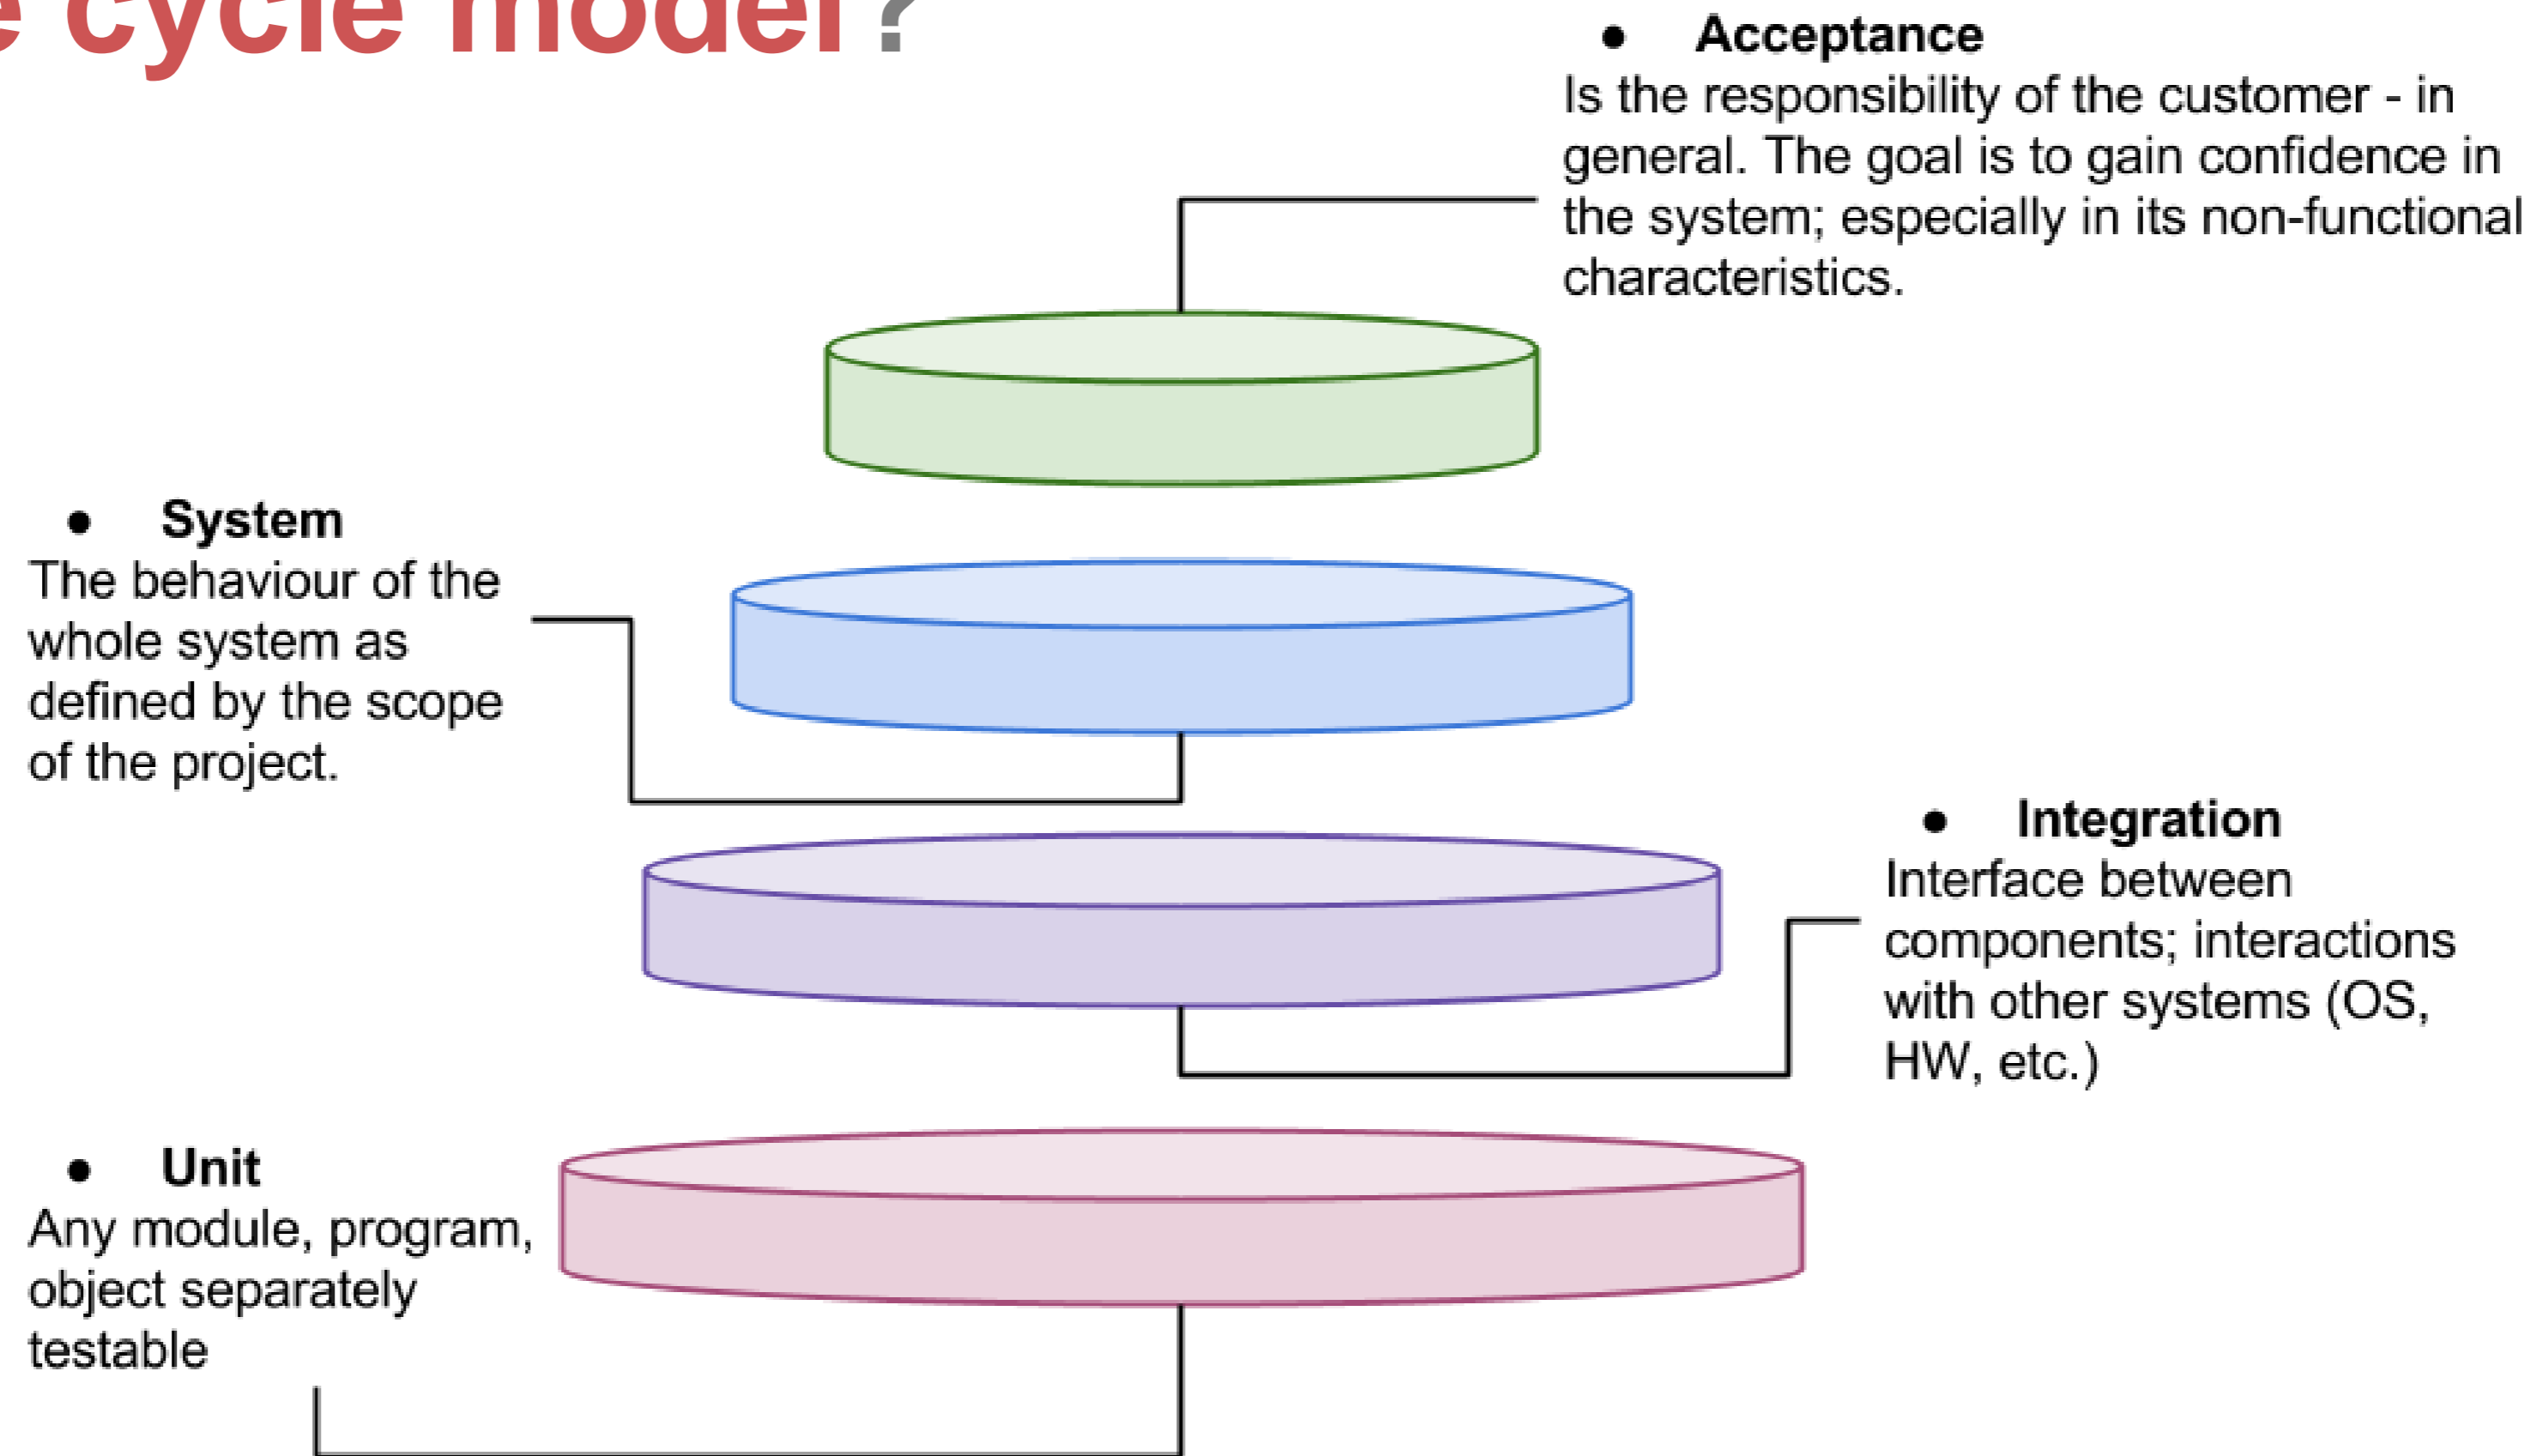 cycle model?
● Acceptance
Is the responsibility of the customer - in
general. The goal is to gain confidence in
the system; especially in its non-functional
characteristics.
● System
The behaviour of the
whole system as
defined by the scope
of the project.
● Integration
Interface between
components; interactions
with other systems (OS,
HW, etc.)
● Unit
Any module, program,
object separately
testable